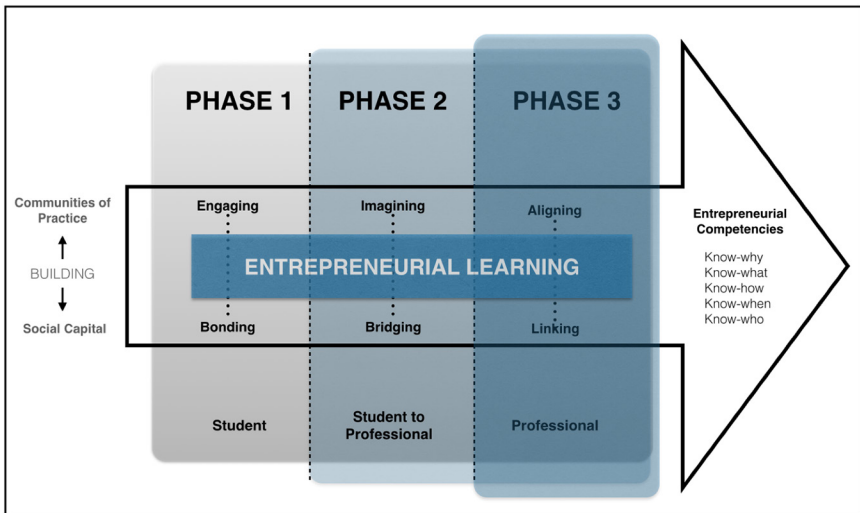 PHASE 1
PHASE 2
PHASE 3
Communities of
Practice
BUILDING
Social Capital
Engaging
Imagining
Aligning
ENTREPRENEURIAL LEARNING
Bonding
Bridging
Linking
Student
Student to
Professional
Professional
Entrepreneurial
Competencies
Know-why
Know-what
Know-how
Know-when
Know-who